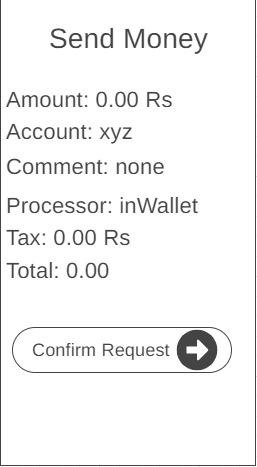 Send Money
Amount: 0.00 Rs
Account: xyz
Comment: none
Processor: inWallet
Tax: 0.00 Rs
Total: 0.00
Confirm Request